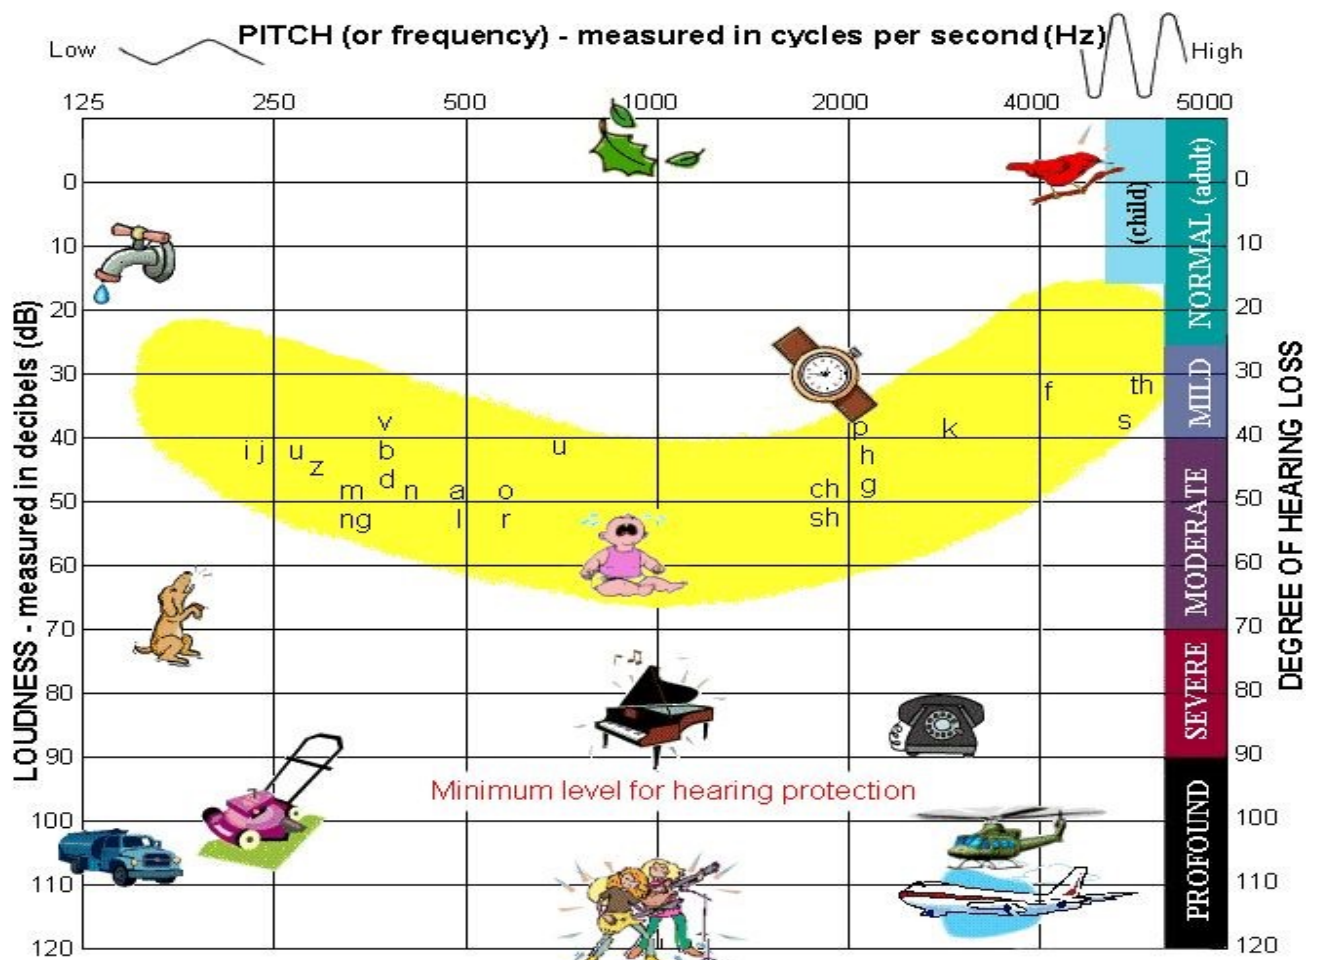 PITCH (or frequency) - measured in cycles per second (Hz)
Low
High
125 250 500 1000 2000 4000 5000
0 0
10 10
20 20
30 30
40 40
50 50
60 60
70 70
80 80
90 90
100 100
110 110
120 120
LOUDNESS - measured in decibels (dB)
DEGREE OF HEARING LOSS
(child)
NORMAL (adult)
MILD
MODERATE
SEVERE
PROFOUND
f th
v p k s
i j u z b u h
m d n a o ch g
ng l r sh
Minimum level for hearing protection